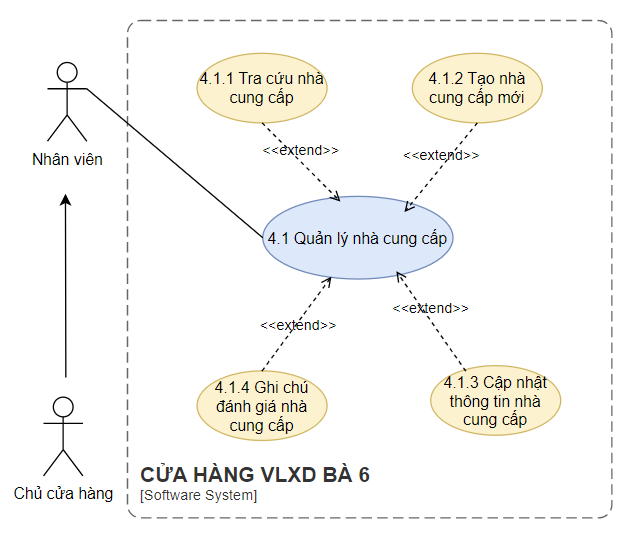 4.1.1 Tra cứu nhà
cung cấp
4.1.2 Tạo nhà
cung cấp mới
Nhân viên
<<extend>>
<<extend>>
4.1 Quản lý nhà cung cấp
<<extend>>
<<extend>>
4.1.4 Ghi chú
đánh giá nhà
cung cấp
4.1.3 Cập nhật
thông tin nhà
cung cấp
Chủ cửa hàng
CỬA HÀNG VLXD BÀ 6
[Software System]